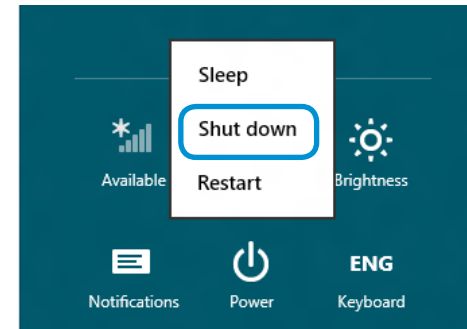 Sleep
Shut down
Restart
Available
Brightness
ENG
Notifications
Power
Keyboard